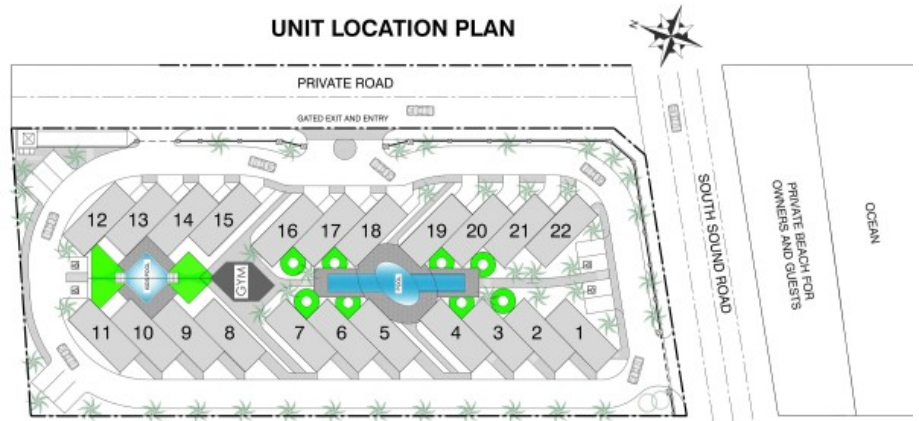 UNIT LOCATION PLAN
N
PRIVATE ROAD
GATED EXIT AND ENTRY
12 13 14 15 16 17 18 19 20 21 22
GYM
POOL
11 10 9 8 7 6 5 4 3 2 1
SOUTH SOUND ROAD
PRIVATE BEACH FOR
OWNERS AND GUESTS
OCEAN